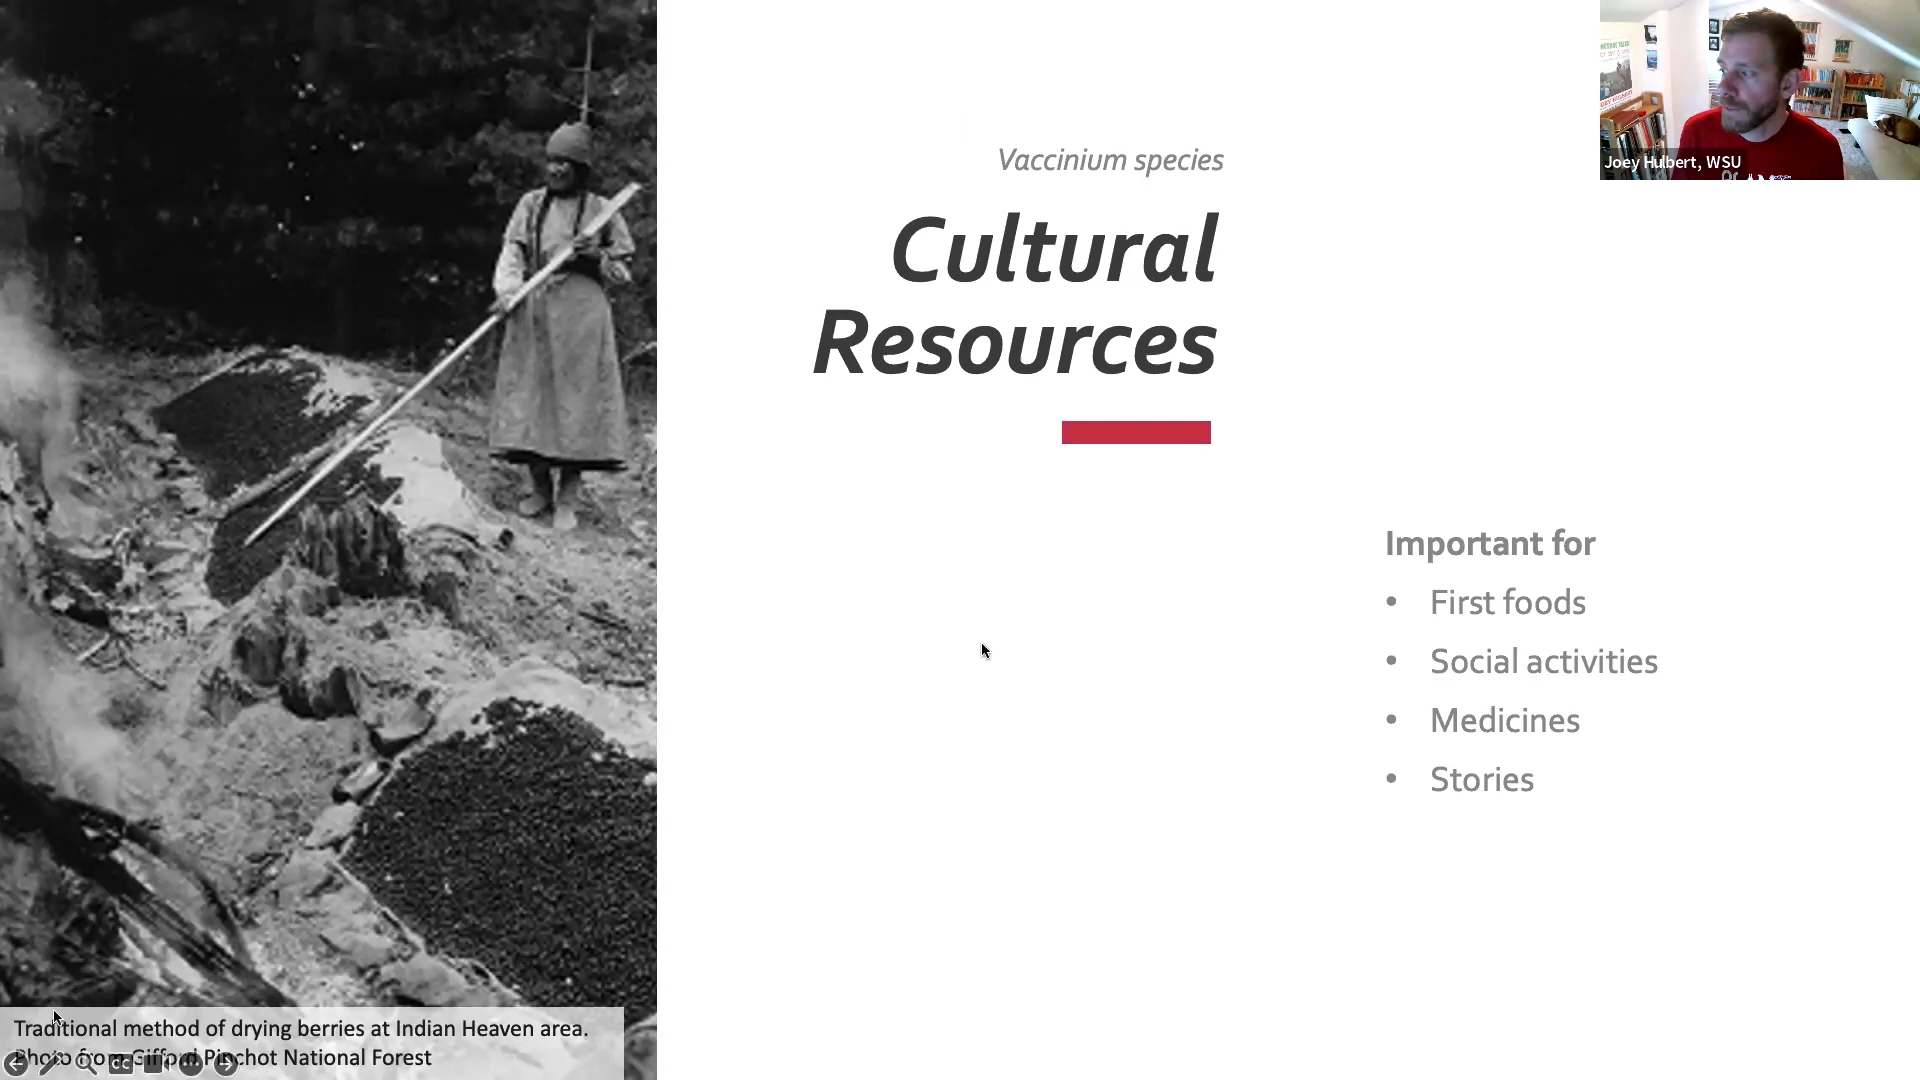 Vaccinium species
Cultural
Resources
Important for
• First foods
• Social activities
• Medicines
• Stories
Traditional method of drying berries at Indian Heaven area.
Photo from Gifford Pinchot National Forest
Joey Hulbert, WSU